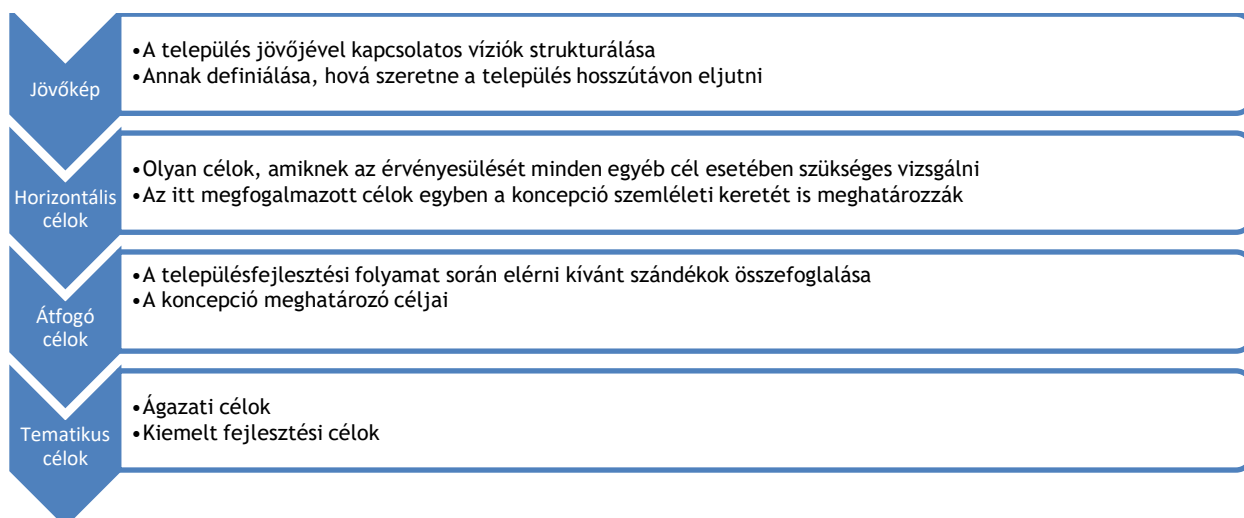 Jövőkép
•A település jövőjével kapcsolatos víziók strukturálása
•Annak definiálása, hová szeretne a település hosszútávon eljutni
Horizontális
célok
•Olyan célok, amiknek az érvényesülését minden egyéb cél esetében szükséges vizsgálni
•Az itt megfogalmazott célok egyben a koncepció szemléleti keretét is meghatározzák
Átfogó
célok
•A településfejlesztési folyamat során elérni kívánt szándékok összefoglalása
•A koncepció meghatározó céljai
Tematikus
célok
•Ágazati célok
•Kiemelt fejlesztési célok